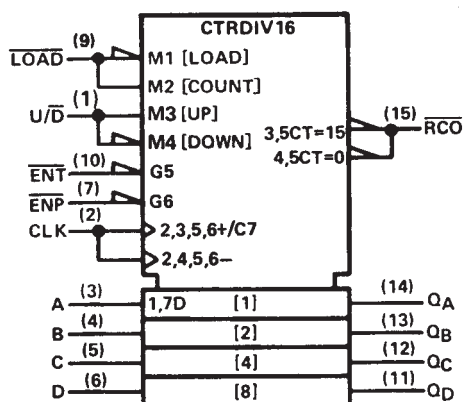 CTRDIV16
LOAD (9) M1 [LOAD]
M2 [COUNT]
U/D (1) M3 [UP]
M4 [DOWN]
3,5CT=15 (15) RCO
4,5CT=0
ENT (10) G5
ENP (7) G6
CLK (2) 2,3,5,6+/C7
2,4,5,6−
A (3) 1,7D [1] (14) QA
B (4) [2] (13) QB
C (5) [4] (12) QC
D (6) [8] (11) QD